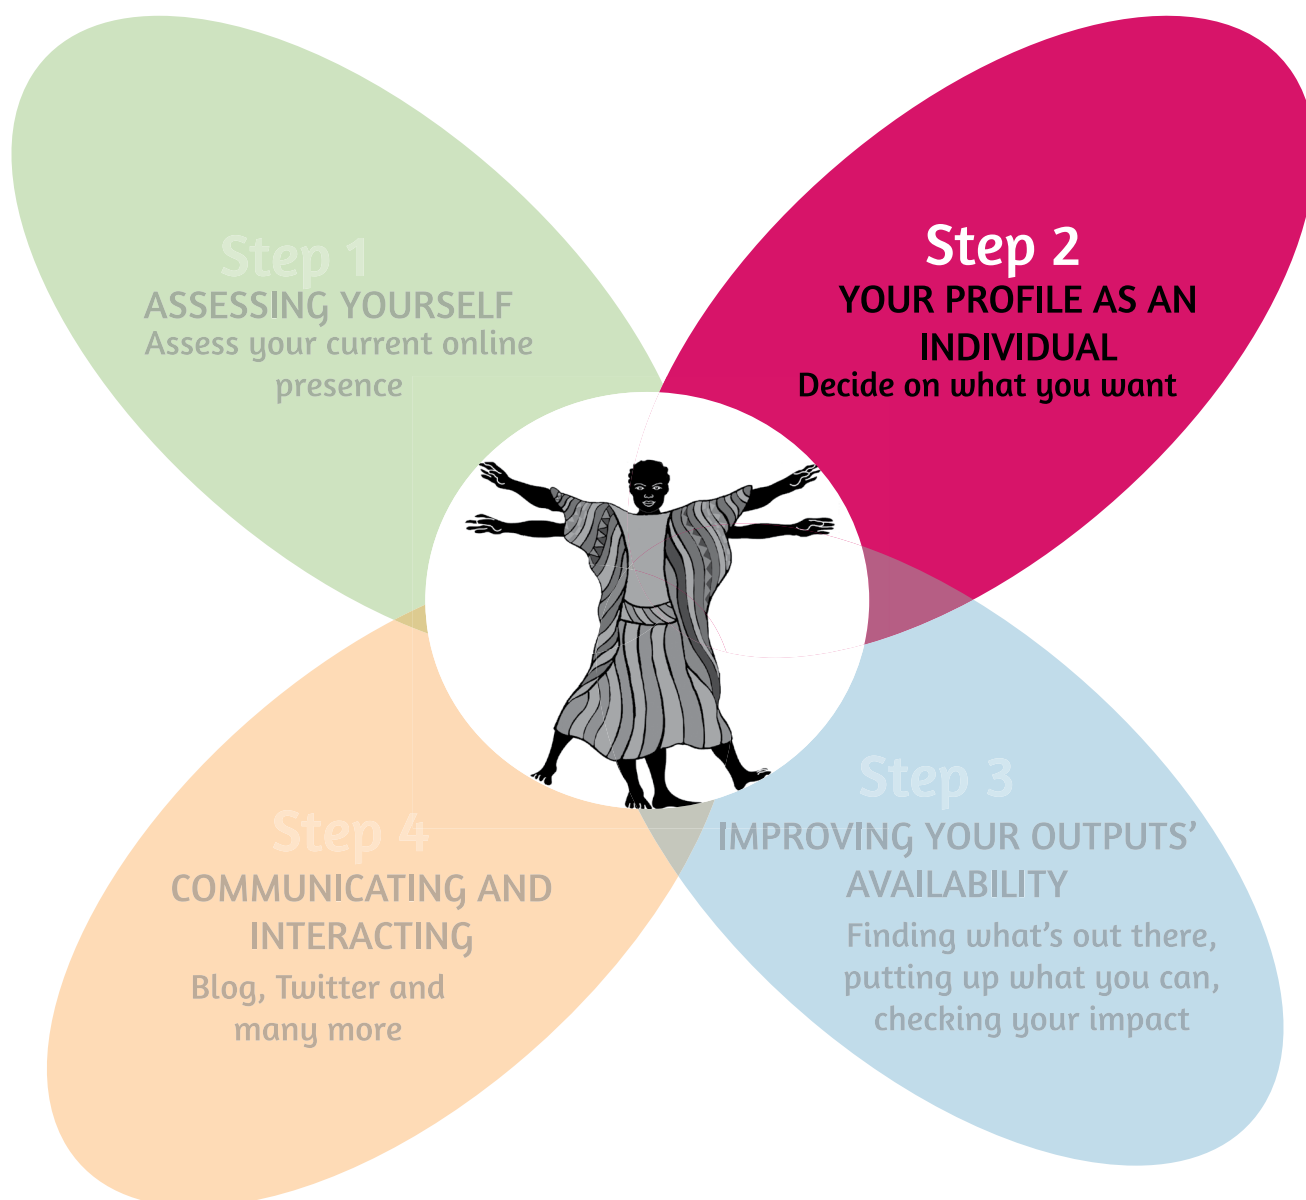 Step 1
ASSESSING YOURSELF
Assess your current online
presence
Step 2
YOUR PROFILE AS AN
INDIVIDUAL
Decide on what you want
Step 3
IMPROVING YOUR OUTPUTS’
AVAILABILITY
Finding what’s out there,
putting up what you can,
checking your impact
Step 4
COMMUNICATING AND
INTERACTING
Blog, Twitter and
many more